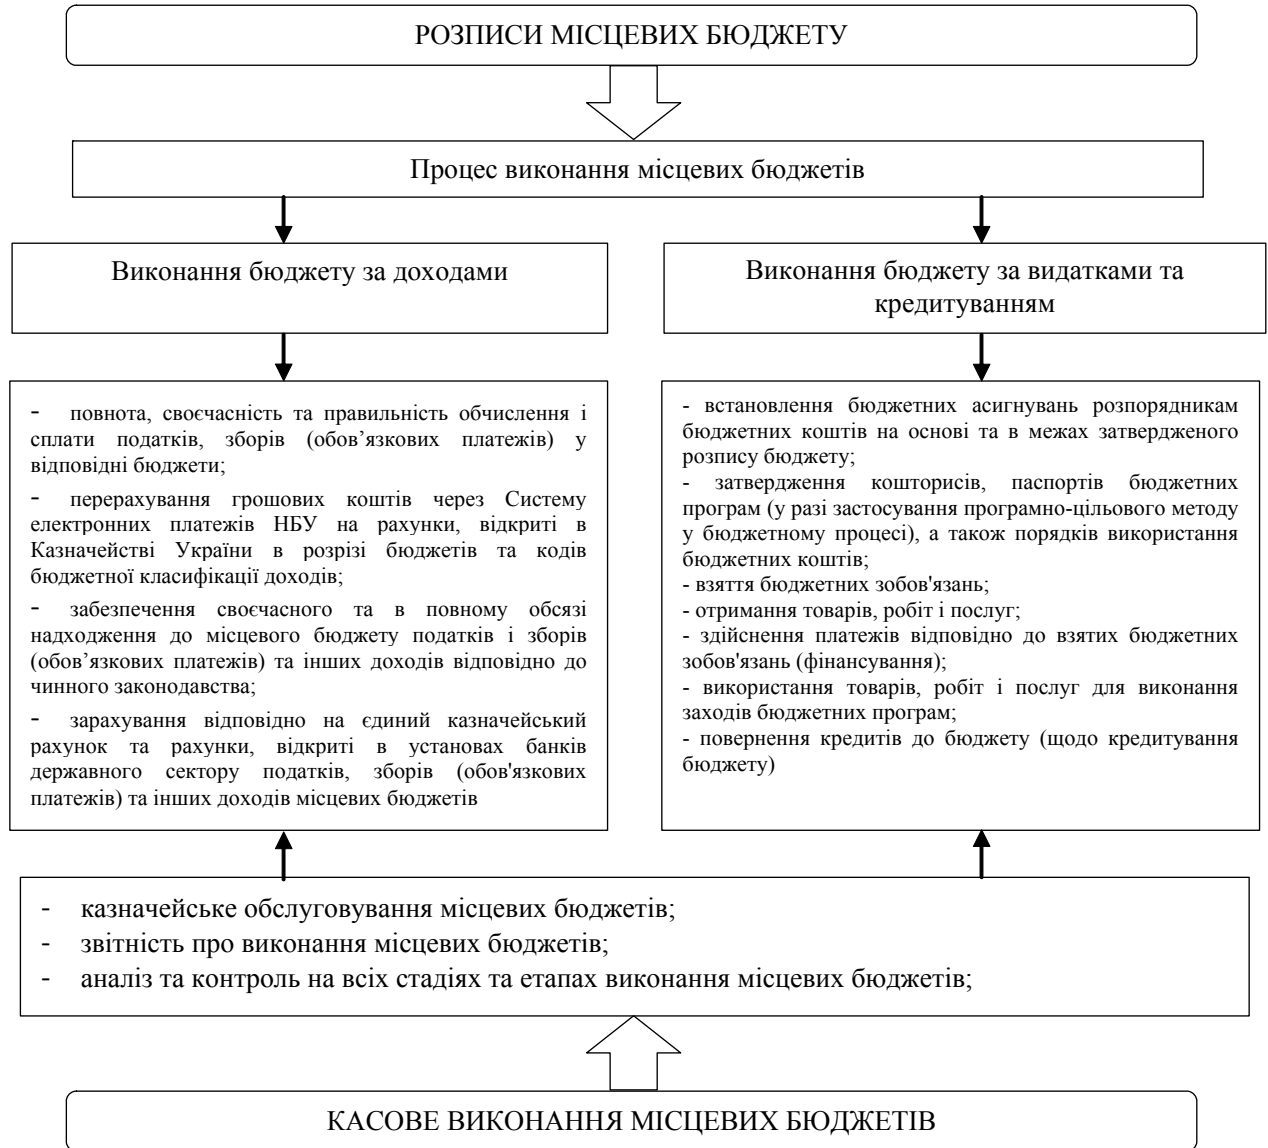 РОЗПИСИ МІСЦЕВИХ БЮДЖЕТУ
Процес виконання місцевих бюджетів
Виконання бюджету за доходами
Виконання бюджету за видатками та
кредитуванням
- повнота, своєчасність та правильність обчислення і
сплати податків, зборів (обов’язкових платежів) у
відповідні бюджети;
- перерахування грошових коштів через Систему
електронних платежів НБУ на рахунки, відкриті в
Казначействі України в розрізі бюджетів та кодів
бюджетної класифікації доходів;
- забезпечення своєчасного та в повному обсязі
надходження до місцевого бюджету податків і зборів
(обов’язкових платежів) та інших доходів відповідно до
чинного законодавства;
- зарахування відповідно на єдиний казначейський
рахунок та рахунки, відкриті в установах банків
державного сектору податків, зборів (обов'язкових
платежів) та інших доходів місцевих бюджетів
- встановлення бюджетних асигнувань розпорядникам
бюджетних коштів на основі та в межах затвердженого
розпису бюджету;
- затвердження кошторисів, паспортів бюджетних
програм (у разі застосування програмно-цільового методу
у бюджетному процесі), а також порядків використання
бюджетних коштів;
- взяття бюджетних зобов'язань;
- отримання товарів, робіт і послуг;
- здійснення платежів відповідно до взятих бюджетних
зобов'язань (фінансування);
- використання товарів, робіт і послуг для виконання
заходів бюджетних програм;
- повернення кредитів до бюджету (щодо кредитування
бюджету)
- казначейське обслуговування місцевих бюджетів;
- звітність про виконання місцевих бюджетів;
- аналіз та контроль на всіх стадіях та етапах виконання місцевих бюджетів;
КАСОВЕ ВИКОНАННЯ МІСЦЕВИХ БЮДЖЕТІВ